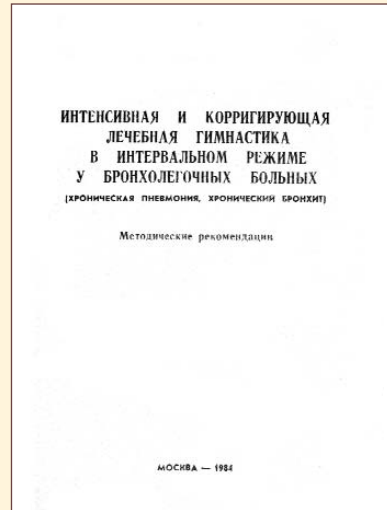 ИНТЕНСИВНАЯ И КОРРИГИРУЮЩАЯ
ЛЕЧЕБНАЯ ГИМНАСТИКА
В ИНТЕРВАЛЬНОМ РЕЖИМЕ
У БРОНХОЛЕГОЧНЫХ БОЛЬНЫХ
(ХРОНИЧЕСКАЯ ПНЕВМОНИЯ, ХРОНИЧЕСКИЙ БРОНХИТ)
Методические рекомендации
МОСКВА — 1984